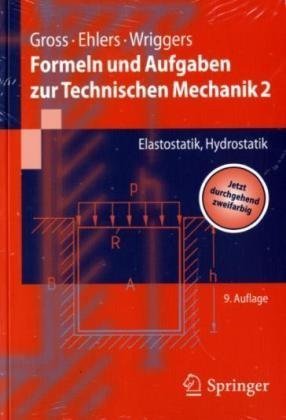 Gross Ehlers Wriggers
Formeln und Aufgaben
zur Technischen Mechanik 2
Elastostatik, Hydrostatik
Jetzt
durchgehend
zweifarbig
p
R
h
B
A
9. Auflage
Springer